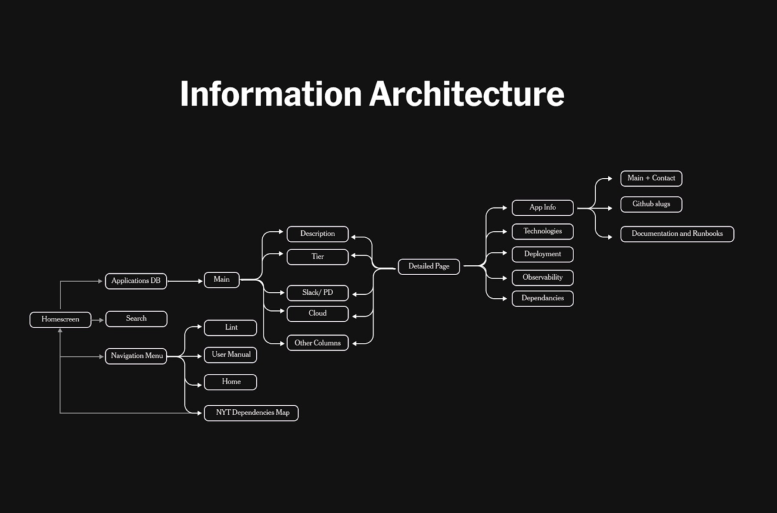 Information Architecture
Main + Contact
Github slugs
Documentation and Runbooks
App Info
Technologies
Deployment
Observability
Dependancies
Detailed Page
Description
Tier
Slack/ PD
Cloud
Other Columns
Applications DB
Main
Homescreen
Search
Navigation Menu
Lint
User Manual
Home
NYT Dependencies Map